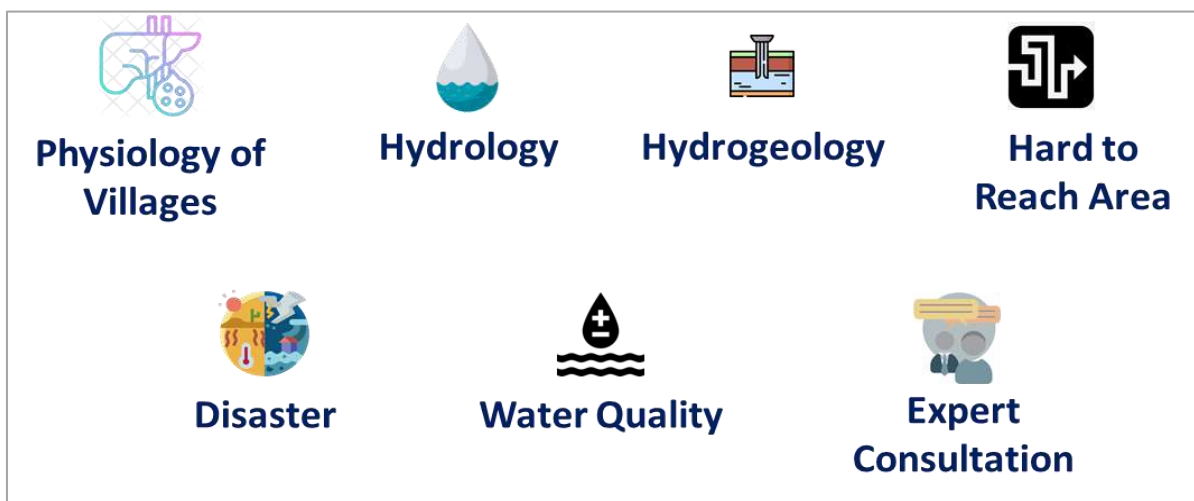 Physiology of
Villages
Hydrology
Hydrogeology
Hard to
Reach Area
Disaster
Water Quality
Expert
Consultation